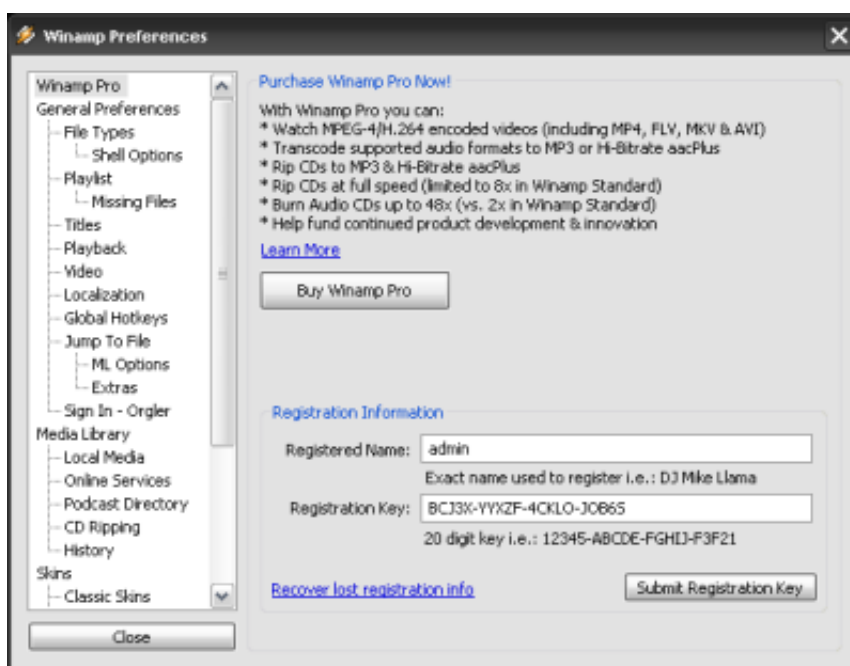 Winamp Preferences
Winamp Pro
General Preferences
File Types
Shell Options
Playlist
Missing Files
Titles
Playback
Video
Localization
Global Hotkeys
Jump To File
ML Options
Extras
Sign In - Orgler
Media Library
Local Media
Online Services
Podcast Directory
CD Ripping
History
Skins
Classic Skins
Close
Purchase Winamp Pro Now!
With Winamp Pro you can:
* Watch MPEG-4/H.264 encoded videos (including MP4, FLV, MKV & AVI)
* Transcode supported audio formats to MP3 or Hi-Bitrate aacPlus
* Rip CDs to MP3 & Hi-Bitrate aacPlus
* Rip CDs at full speed (limited to 8x in Winamp Standard)
* Burn Audio CDs up to 48x (vs. 2x in Winamp Standard)
* Help fund continued product development & innovation
Learn More
Buy Winamp Pro
Registration Information
Registered Name: admin
Exact name used to register i.e.: DJ Mike Llama
Registration Key: BCJ3X-YYXZF-4CKLO-JOB65
20 digit key i.e.: 12345-ABCDE-FGHIJ-F3F21
Recover lost registration info
Submit Registration Key